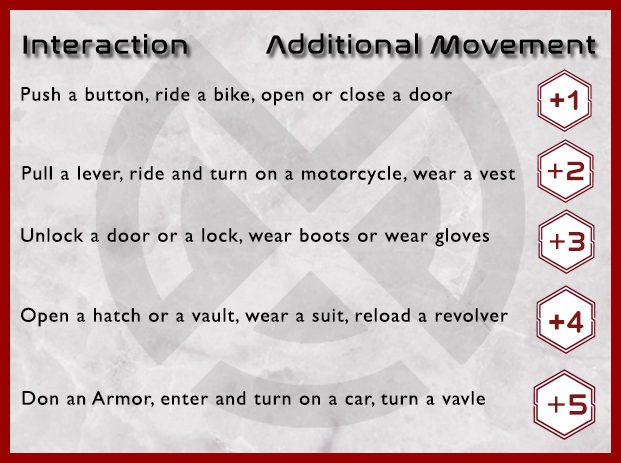 Interaction Additional Movement
Push a button, ride a bike, open or close a door +1
Pull a lever, ride and turn on a motorcycle, wear a vest +2
Unlock a door or a lock, wear boots or wear gloves +3
Open a hatch or a vault, wear a suit, reload a revolver +4
Don an Armor, enter and turn on a car, turn a vavle +5